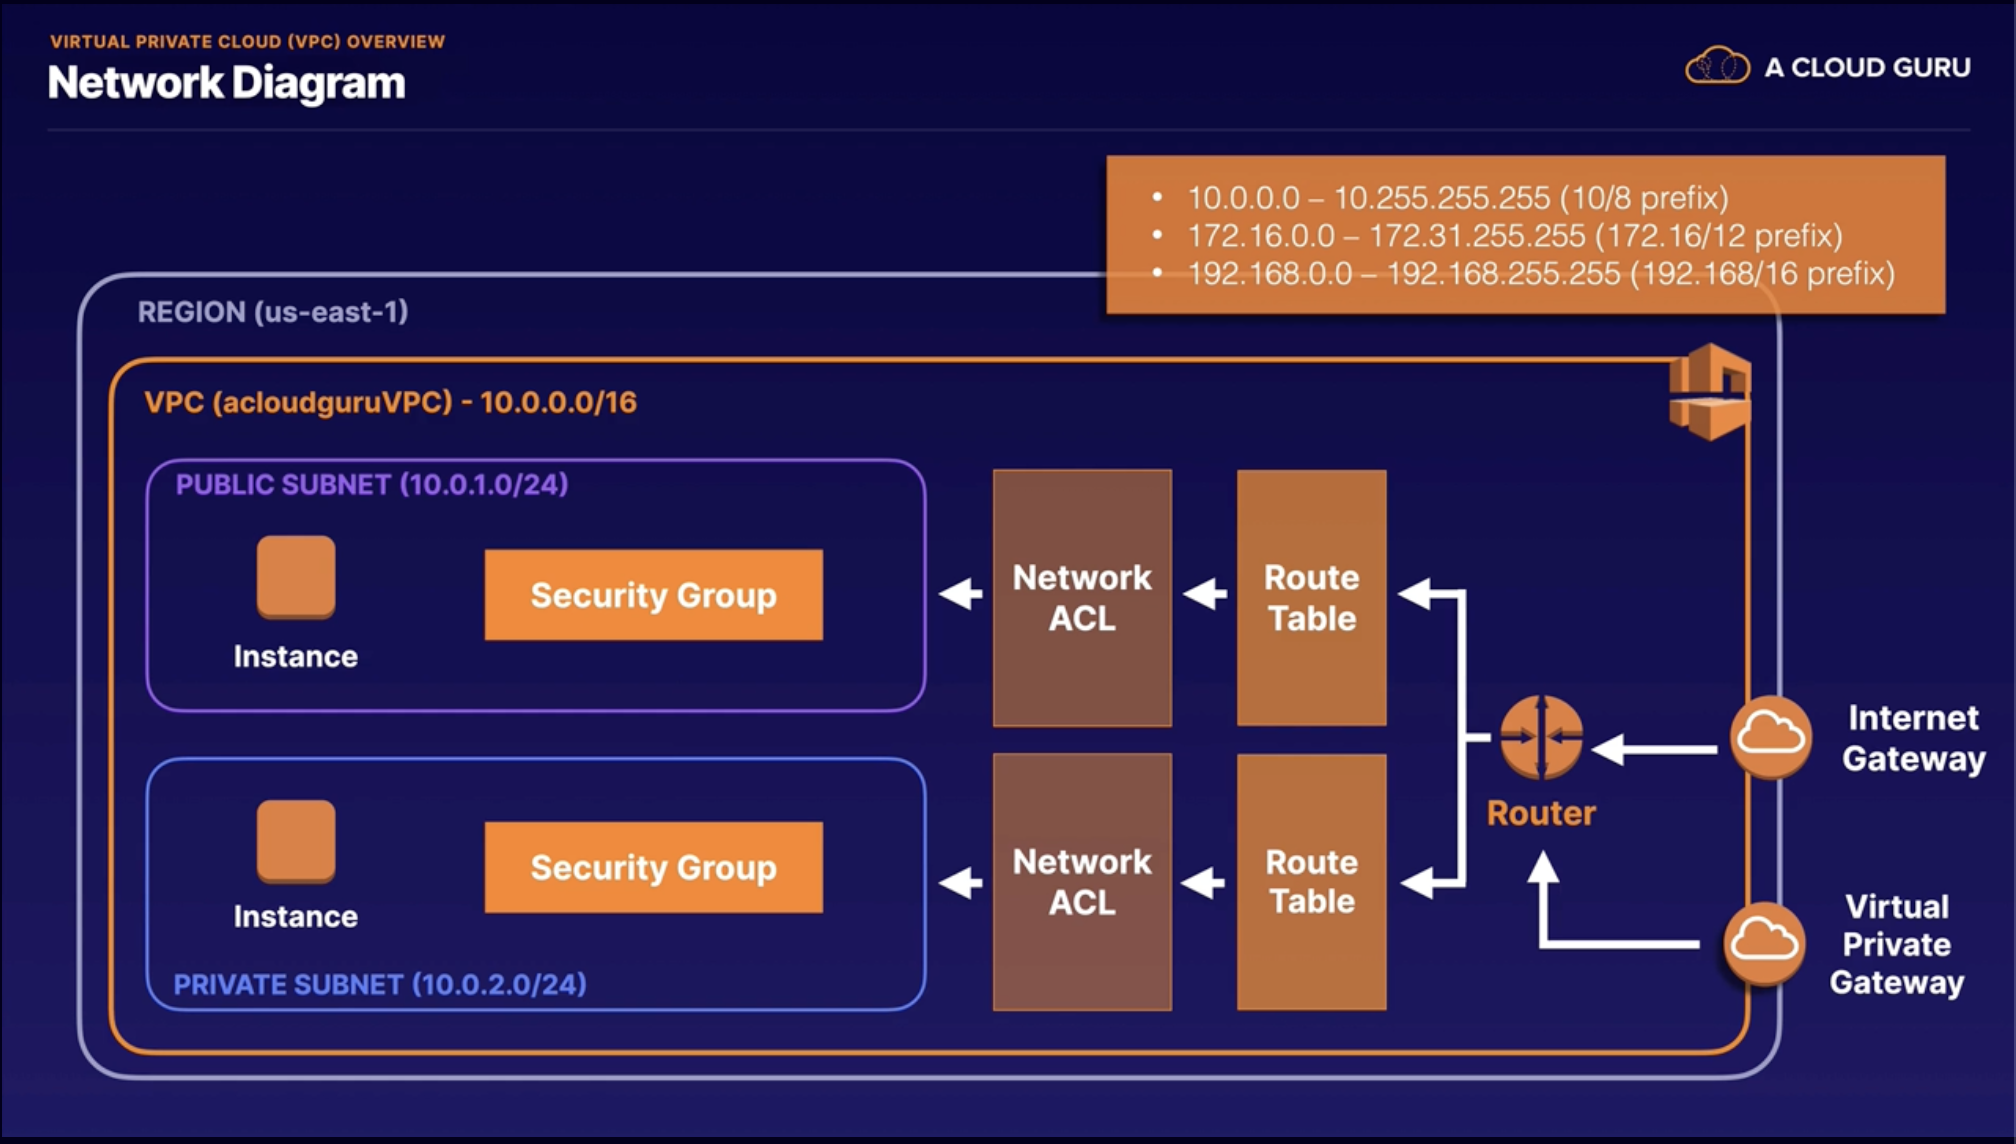 VIRTUAL PRIVATE CLOUD (VPC) OVERVIEW
Network Diagram
A CLOUD GURU
• 10.0.0.0 – 10.255.255.255 (10/8 prefix)
• 172.16.0.0 – 172.31.255.255 (172.16/12 prefix)
• 192.168.0.0 – 192.168.255.255 (192.168/16 prefix)
REGION (us-east-1)
VPC (acloudguruVPC) - 10.0.0.0/16
PUBLIC SUBNET (10.0.1.0/24)
Instance
Security Group
Network
ACL
Route
Table
Router
Internet
Gateway
Instance
Security Group
PRIVATE SUBNET (10.0.2.0/24)
Network
ACL
Route
Table
Virtual
Private
Gateway